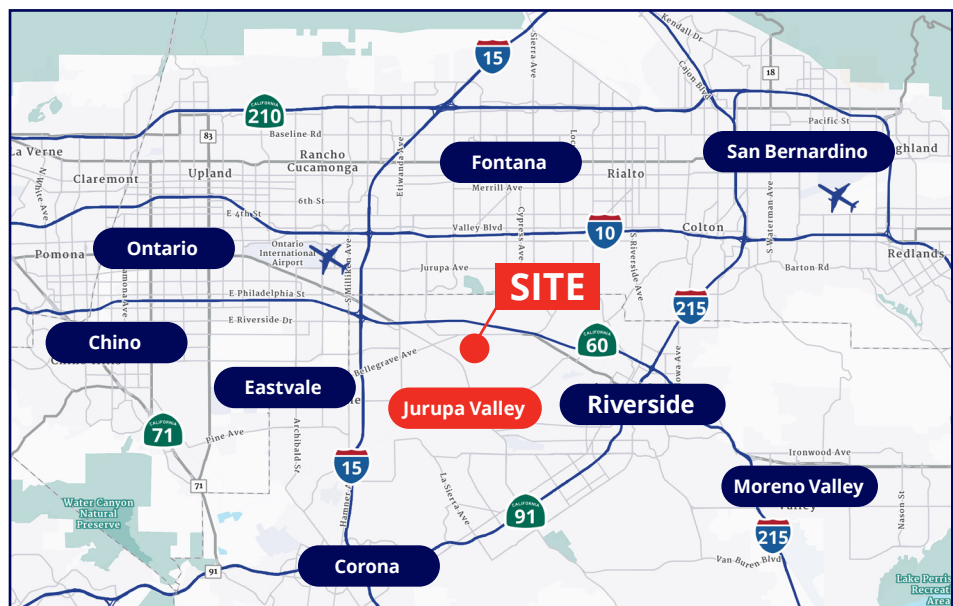 Kendall Dr
Sierra Ave
15
18
Cajon Blvd
CALIFORNIA
210
Pacific St
Baseline Rd
83
La Verne
San Bernardino
Highland
Rancho
Cucamonga
Etiwanda Ave
Fontana
Claremont
Upland
Rialto
Merrill Ave
N White Ave
6th St
E 4th St
Cypress Ave
S Riverside Ave
S Waterman Ave
Valley Blvd
10
Colton
Ontario
Pomona
Ontario
International
Airport
S Millikan Ave
Jurupa Ave
Barton Rd
Redlands
SITE
E Philadelphia St
215
E Riverside Dr
Chino
CALIFORNIA
60
Bellegrave Ave
Eastvale
Jurupa Valley
Riverside
CALIFORNIA
71
Pine Ave
Archibald St
15
Ironwood Ave
71
La Sierra Ave
Moreno Valley
Valley
Water Canyon
Natural
Preserve
Hamner
CALIFORNIA
91
Nason St
215
Van Buren Blvd
Corona
91
Lake Perris
Recreat
Area